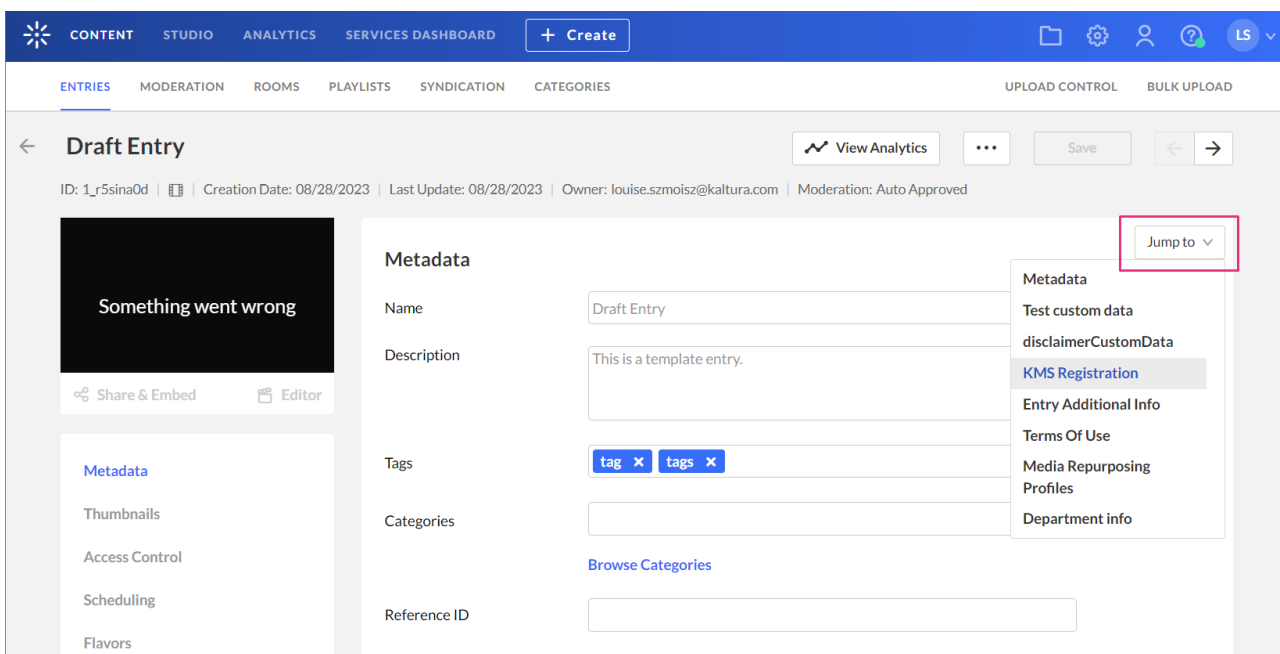 CONTENT STUDIO ANALYTICS SERVICES DASHBOARD + Create LS
ENTRIES MODERATION ROOMS PLAYLISTS SYNDICATION CATEGORIES UPLOAD CONTROL BULK UPLOAD
Draft Entry
View Analytics
Save
ID: 1_r5sina0d | Creation Date: 08/28/2023 | Last Update: 08/28/2023 | Owner: louise.szmoisz@kaltura.com | Moderation: Auto Approved
Something went wrong
Share & Embed Editor
Metadata
Thumbnails
Access Control
Scheduling
Flavors
Metadata
Name Draft Entry
Description This is a template entry.
Tags tag tags
Categories
Browse Categories
Reference ID
Jump to
Metadata
Test custom data
disclaimerCustomData
KMS Registration
Entry Additional Info
Terms Of Use
Media Repurposing
Profiles
Department info